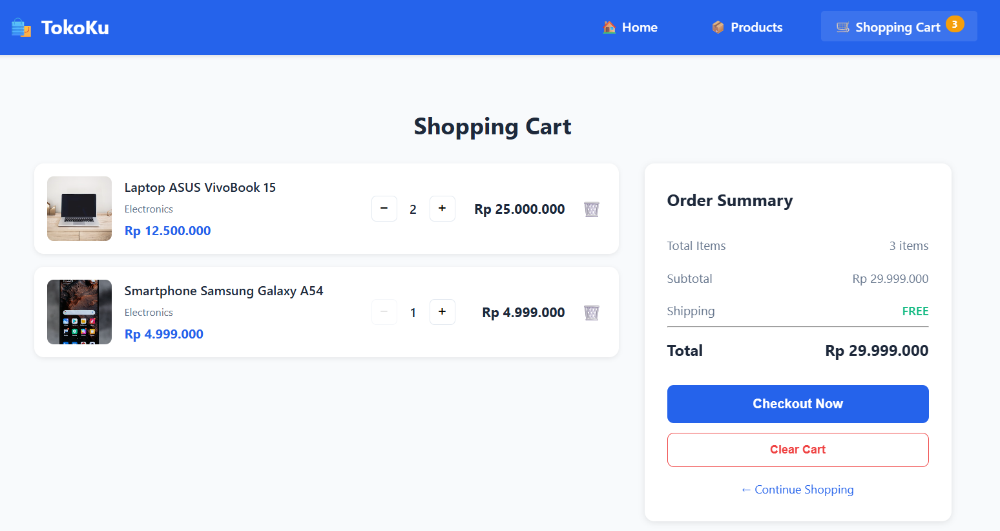 TokoKu
Home
Products
Shopping Cart 3
Shopping Cart
Laptop ASUS VivoBook 15
Electronics
Rp 12.500.000
− 2 +
Rp 25.000.000
Smartphone Samsung Galaxy A54
Electronics
Rp 4.999.000
− 1 +
Rp 4.999.000
Order Summary
Total Items 3 items
Subtotal Rp 29.999.000
Shipping FREE
Total Rp 29.999.000
Checkout Now
Clear Cart
← Continue Shopping